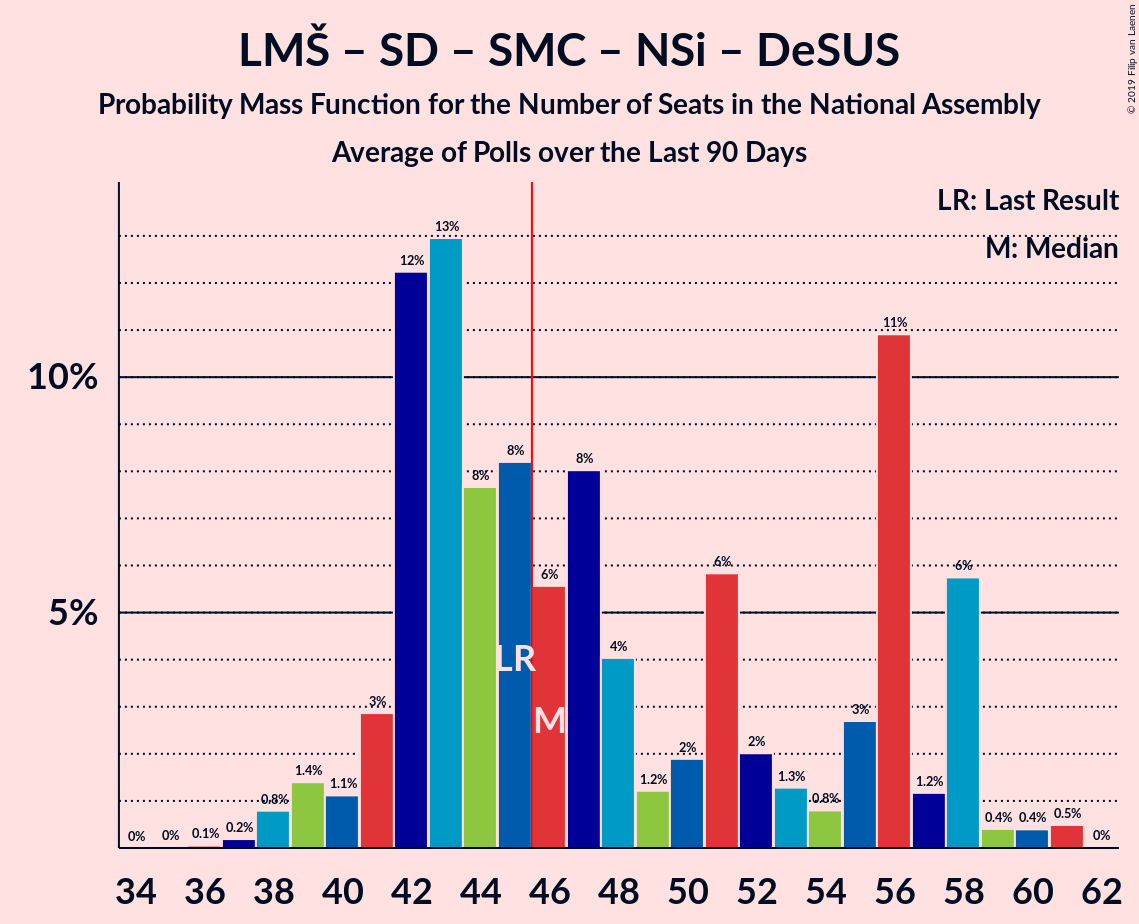 LMŠ – SD – SMC – NSi – DeSUS
Probability Mass Function for the Number of Seats in the National Assembly
Average of Polls over the Last 90 Days
© 2019 Filip van Laenen
LR: Last Result
M: Median
10%
5%
0% 0% 0.1% 0.2% 0.8% 1.4% 1.1% 3% 12% 13% 8% 8% 6% 8% 4% 1.2% 2% 6% 2% 1.3% 0.8% 3% 11% 1.2% 6% 0.4% 0.4% 0.5% 0%
LR
M
34 36 38 40 42 44 46 48 50 52 54 56 58 60 62